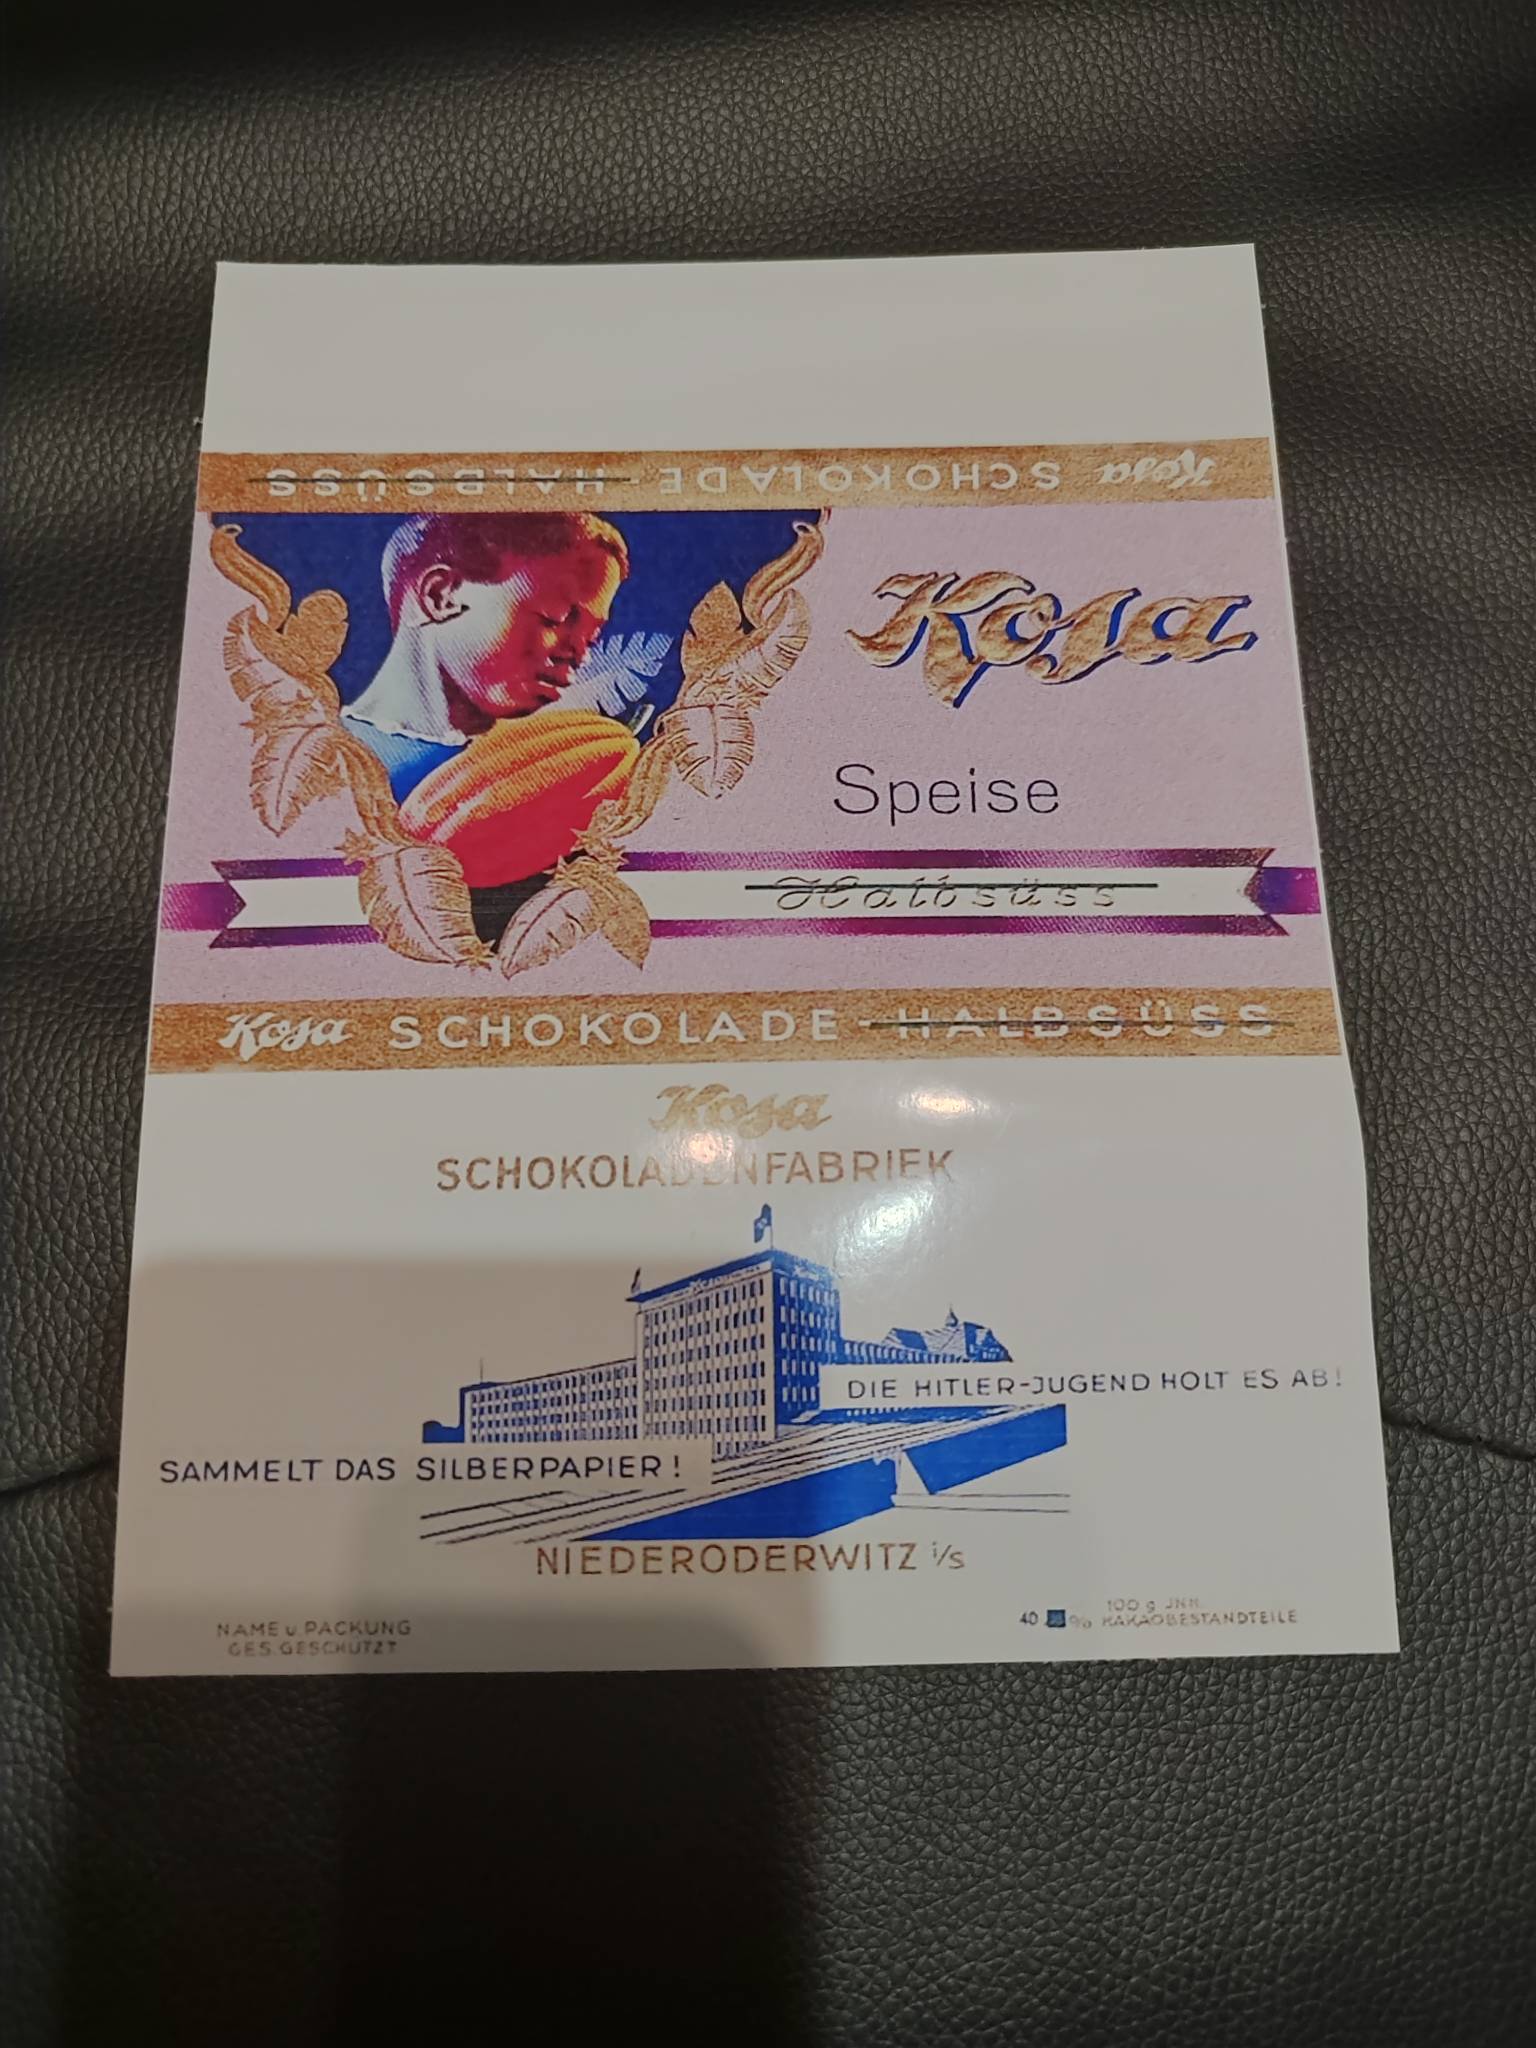 Kosa SCHOKOLADE - HALBSÜSS
Kosa
Speise
Halbsüss
Kosa SCHOKOLADE - HALBSÜSS
Kosa
SCHOKOLADENFABRIEK
DIE HITLER-JUGEND HOLT ES AB!
SAMMELT DAS SILBERPAPIER!
NIEDERODERWITZ i/s
NAME u. PACKUNG
GES. GESCHÜTZT
100 g JNH.
40 % KAKAOBESTANDTEILE